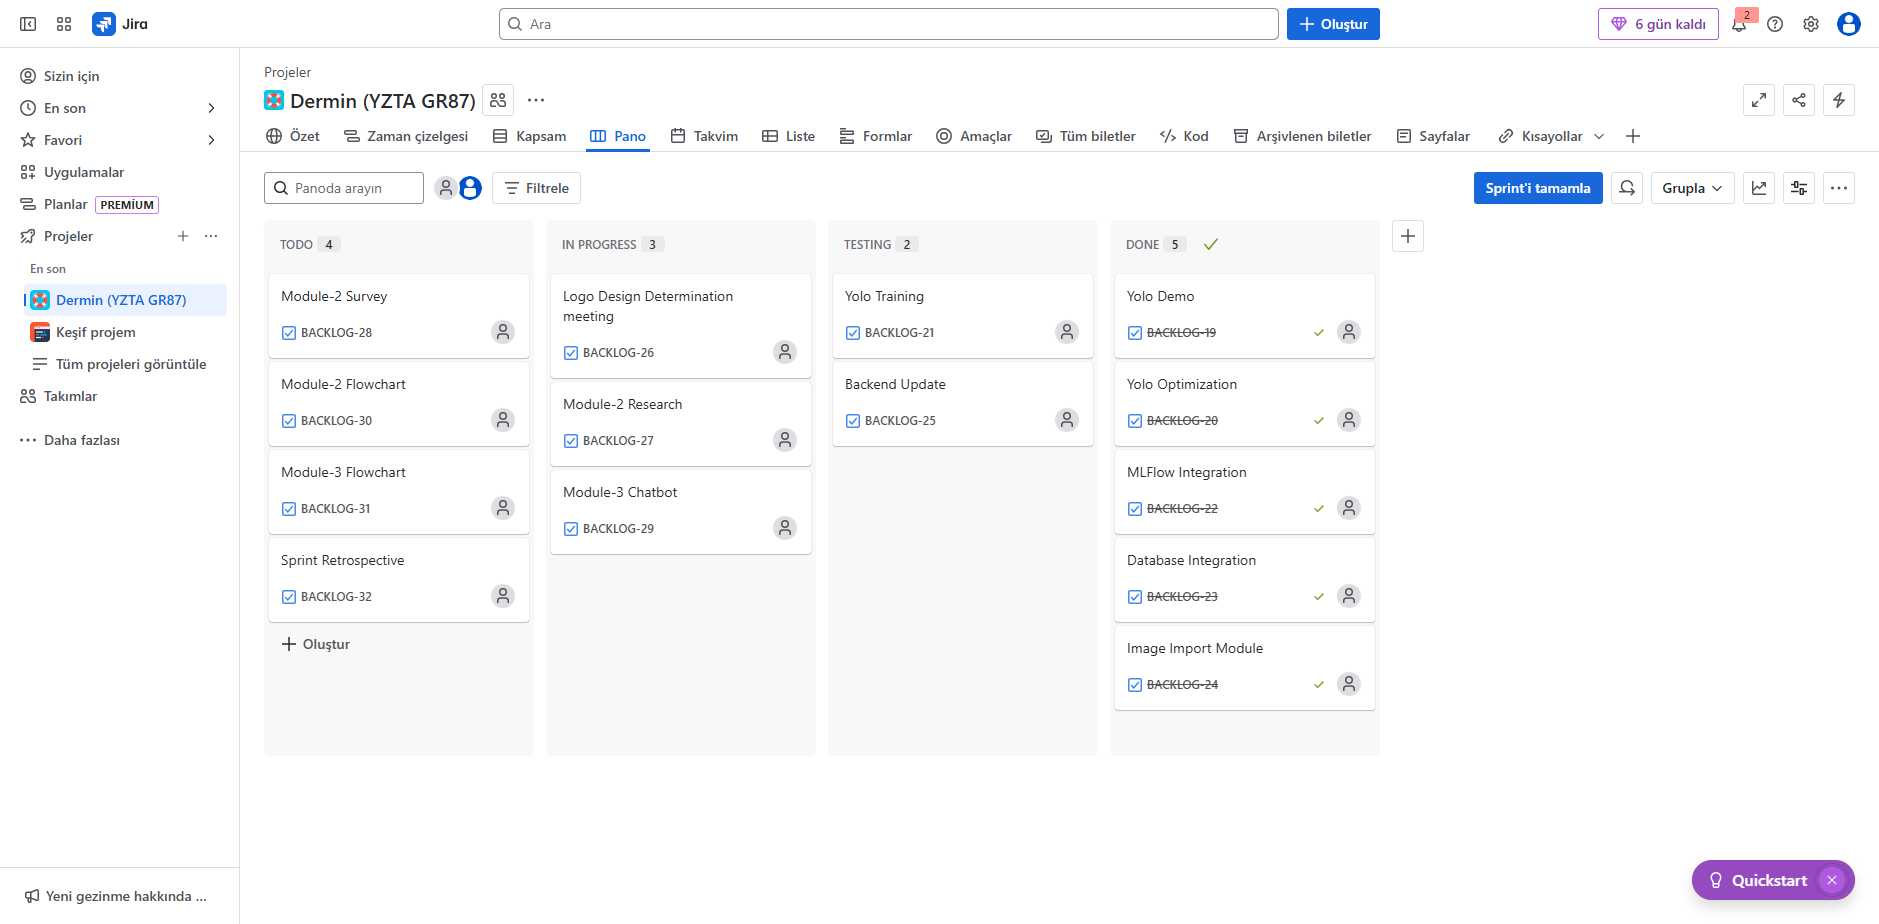 Jira
Ara
Oluştur
6 gün kaldı
2
Sizin için
En son
Favori
Uygulamalar
Planlar PREMİUM
Projeler
En son
Dermin (YZTA GR87)
Keşif projem
Tüm projeleri görüntüle
Takımlar
Daha fazlası
Yeni gezinme hakkında ...
Projeler
Dermin (YZTA GR87)
Özet Zaman çizelgesi Kapsam Pano Takvim Liste Formlar Amaçlar Tüm biletler Kod Arşivlenen biletler Sayfalar Kısayollar
Panoda arayın
Filtrele
Sprint'i tamamla
Grupla
TODO 4
Module-2 Survey
BACKLOG-28
Module-2 Flowchart
BACKLOG-30
Module-3 Flowchart
BACKLOG-31
Sprint Retrospective
BACKLOG-32
Oluştur
IN PROGRESS 3
Logo Design Determination
meeting
BACKLOG-26
Module-2 Research
BACKLOG-27
Module-3 Chatbot
BACKLOG-29
TESTING 2
Yolo Training
BACKLOG-21
Backend Update
BACKLOG-25
DONE 5
Yolo Demo
BACKLOG-19
Yolo Optimization
BACKLOG-20
MLFlow Integration
BACKLOG-22
Database Integration
BACKLOG-23
Image Import Module
BACKLOG-24
Quickstart